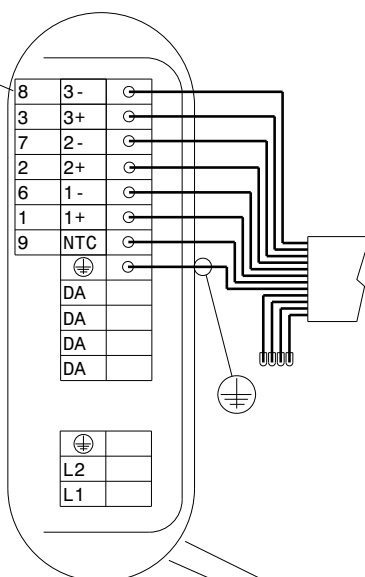 8 3-
3 3+
7 2-
2 2+
6 1-
1 1+
9 NTC
DA
DA
DA
DA
L2
L1